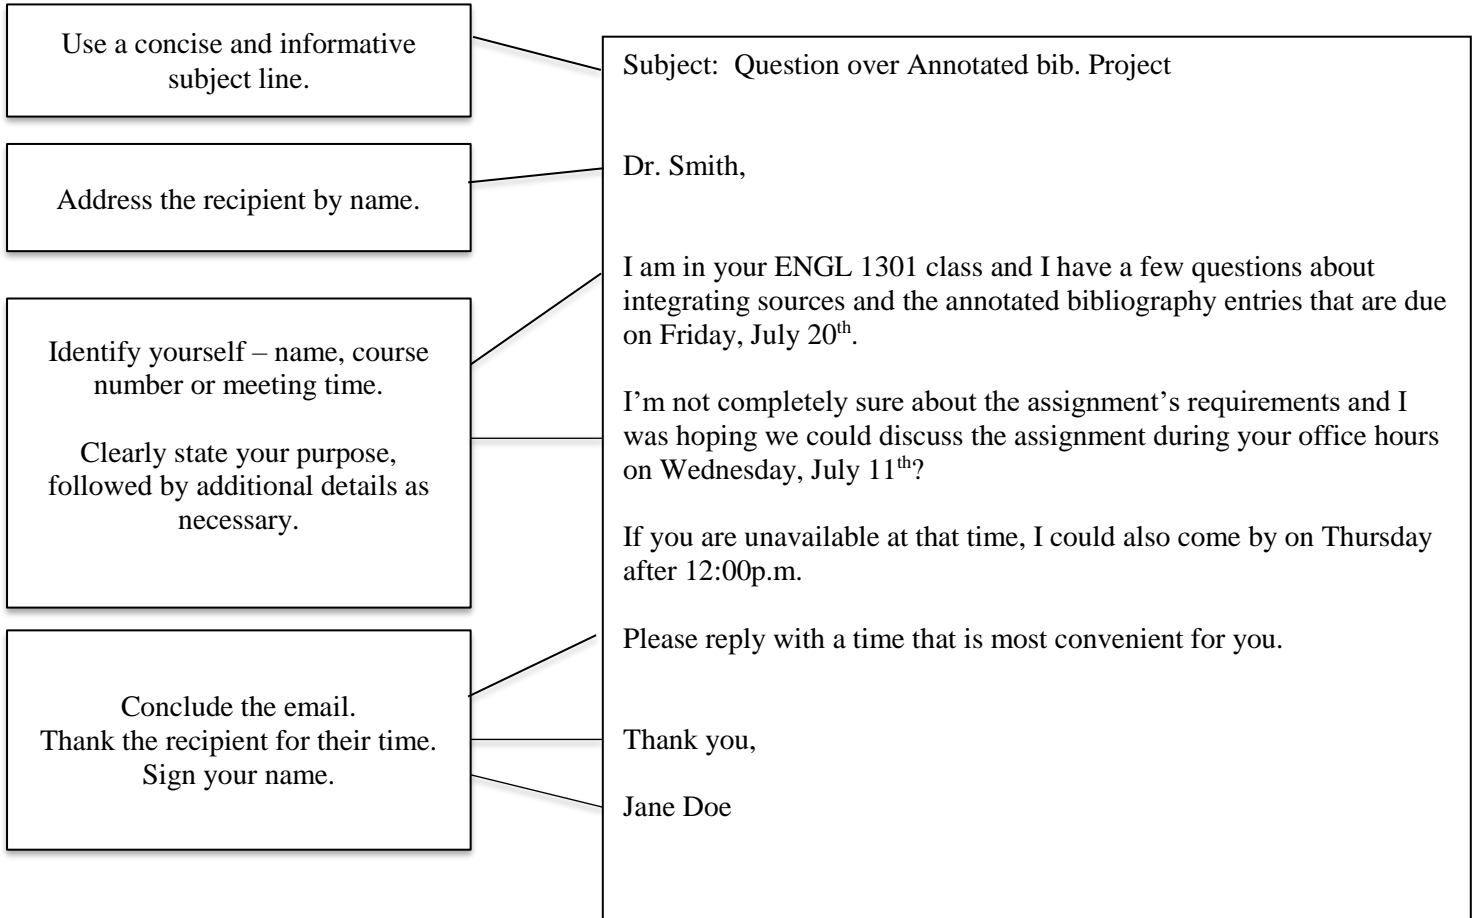 Use a concise and informative
subject line.
Address the recipient by name.
Identify yourself – name, course
number or meeting time.
Clearly state your purpose,
followed by additional details as
necessary.
Conclude the email.
Thank the recipient for their time.
Sign your name.
Subject:  Question over Annotated bib. Project
Dr. Smith,
I am in your ENGL 1301 class and I have a few questions about
integrating sources and the annotated bibliography entries that are due
on Friday, July 20th.
I’m not completely sure about the assignment’s requirements and I
was hoping we could discuss the assignment during your office hours
on Wednesday, July 11th?
If you are unavailable at that time, I could also come by on Thursday
after 12:00p.m.
Please reply with a time that is most convenient for you.
Thank you,
Jane Doe